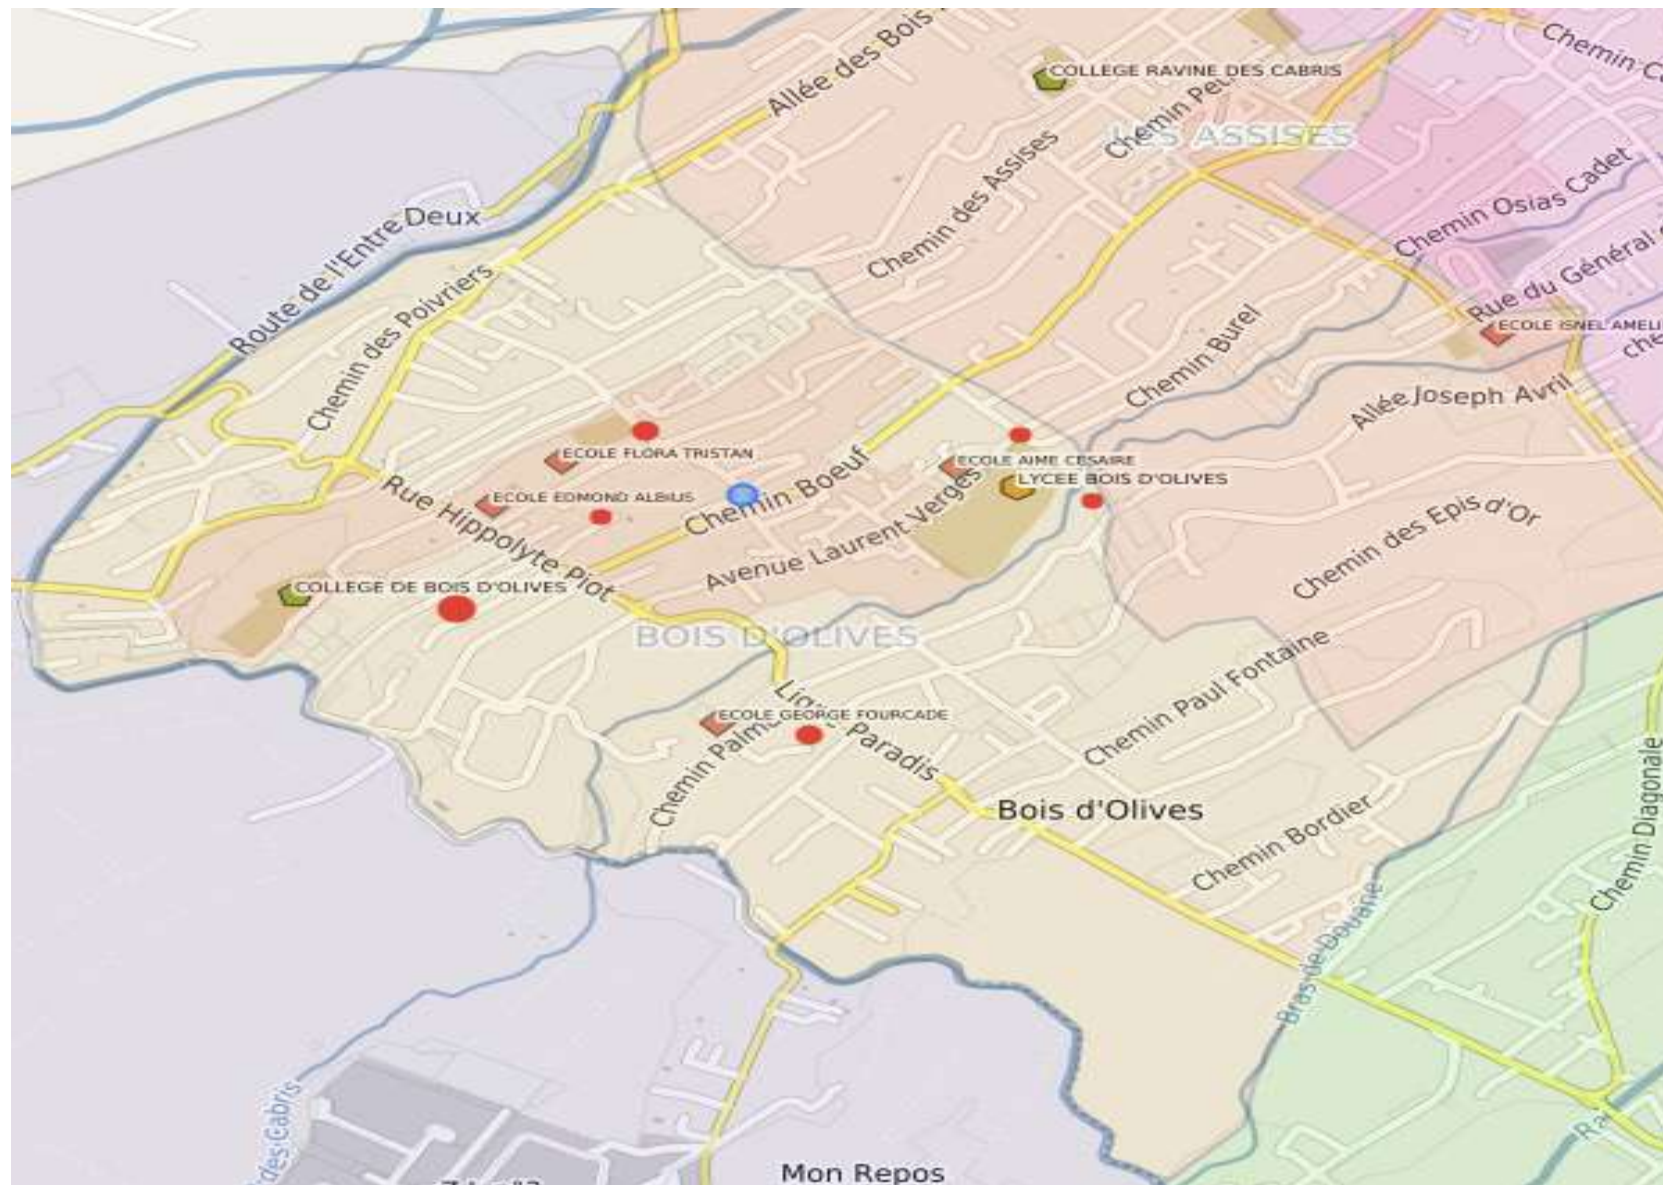 Allée des Bois
COLLEGE RAVINE DES CABRIS
Chemin
Chemin
LES ASSISES
Chemin des Assises
Chemin Osias Cadet
Route de l'Entre Deux
Chemin des Poivriers
Rue du Général
ECOLE ISNEL AMELI
Chemin Burel
Allée Joseph Avril
ECOLE FLORA TRISTAN
ECOLE AIME CESAIRE
LYCEE BOIS D'OLIVES
ECOLE EDMOND ALBIUS
Chemin Boeuf
Rue Hippolyte Piot
Avenue Laurent Verges
Chemin des Epis d'Or
COLLEGE DE BOIS D'OLIVES
BOIS D'OLIVES
Chemin Paul Fontaine
ECOLE GEORGE FOURCADE
Paradis
Chemin
Bois d'Olives
Chemin Bordier
Chemin Diagonale
Bras de Douane
des Cabris
Mon Repos